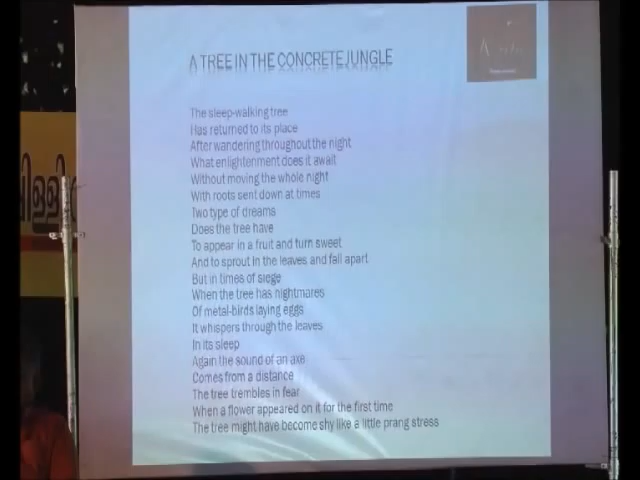 A TREE IN THE CONCRETE JUNGLE
The sleep-walking tree
Has returned to its place
After wandering throughout the night
What enlightenment does it await
Without moving the whole night
With roots sent down at times
Two type of dreams
Does the tree have
To appear in a fruit and turn sweet
And to sprout in the leaves and fall apart
But in times of siege
When the tree has nightmares
Of metal-birds laying eggs
It whispers through the leaves
In its sleep
Again the sound of an axe
Comes from a distance
The tree trembles in fear
When a flower appeared on it for the first time
The tree might have become shy like a little prang stress